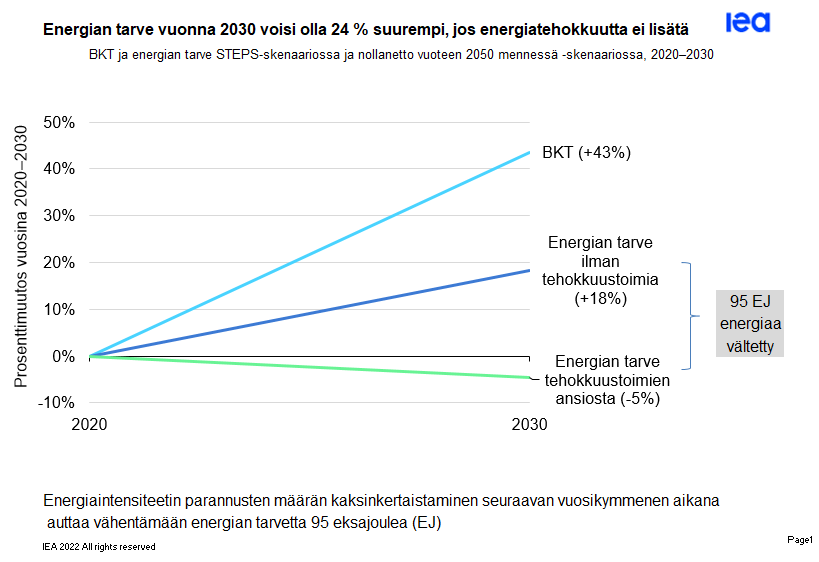 Energian tarve vuonna 2030 voisi olla 24 % suurempi, jos energiatehokkuutta ei lisätä
iea
BKT ja energian tarve STEPS-skenaariossa ja nollanetto vuoteen 2050 mennessä -skenaariossa, 2020–2030
Prosenttimuutos vuosina 2020–2030
50%
40%
30%
20%
10%
0%
-10%
2020
2030
BKT (+43%)
Energian tarve
ilman
tehokkuustoimia
(+18%)
Energian tarve
tehokkuustoimien
ansiosta (-5%)
95 EJ
energiaa
vältetty
Energiaintensiteetin parannusten määrän kaksinkertaistaminen seuraavan vuosikymmenen aikana
auttaa vähentämään energian tarvetta 95 eksajoulea (EJ)
IEA 2022 All rights reserved
Page1